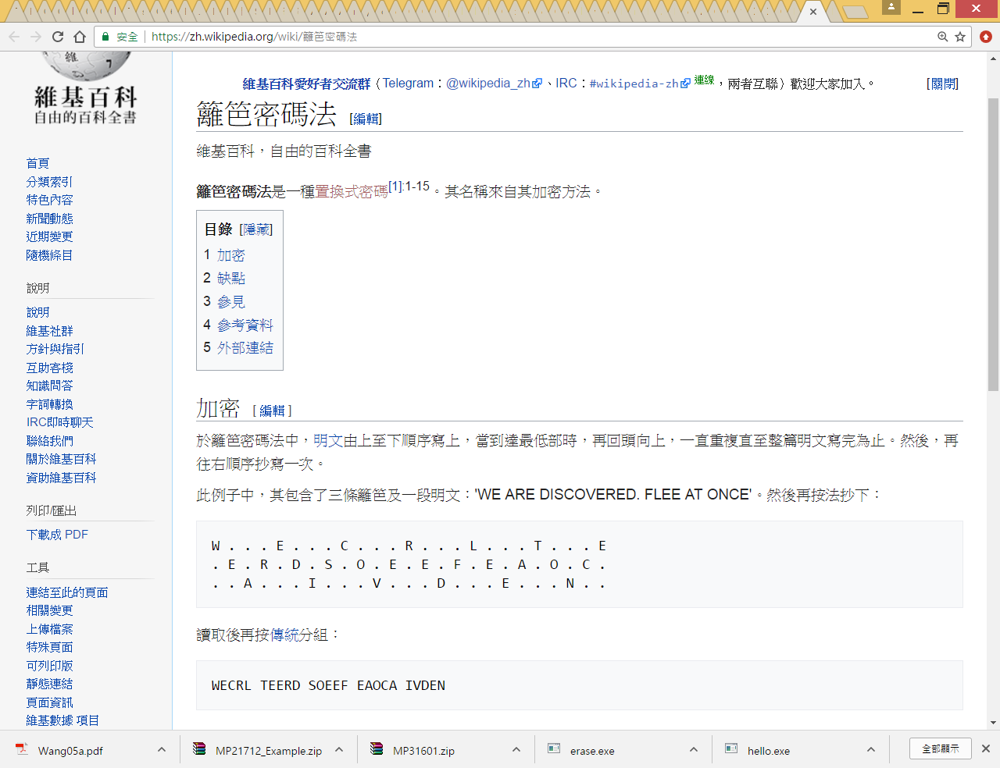 安全 https://zh.wikipedia.org/wiki/籬笆密碼法
維
維基百科
自由的百科全書
首頁
分類索引
特色內容
新聞動態
近期變更
隨機條目
說明
說明
維基社群
方針與指引
互助客棧
知識問答
字詞轉換
IRC即時聊天
聯絡我們
關於維基百科
資助維基百科
列印/匯出
下載成 PDF
工具
連結至此的頁面
相關變更
上傳檔案
特殊頁面
可列印版
靜態連結
頁面資訊
維基數據 項目
維基百科愛好者交流群（Telegram：@wikipedia_zh、IRC：#wikipedia-zh 連線，兩者互聯）歡迎大家加入。 [關閉]
籬笆密碼法 [編輯]
維基百科，自由的百科全書
籬笆密碼法是一種置換式密碼[1]:1-15。其名稱來自其加密方法。
目錄 [隱藏]
1 加密
2 缺點
3 參見
4 參考資料
5 外部連結
加密 [ 編輯 ]
於籬笆密碼法中，明文由上至下順序寫上，當到達最低部時，再回頭向上，一直重複直至整篇明文寫完為止。然後，再
往右順序抄寫一次。
此例子中，其包含了三條籬笆及一段明文：'WE ARE DISCOVERED. FLEE AT ONCE'。然後再按法抄下：
W . . . E . . . C . . . R . . . L . . . T . . . E
. E . R . D . S . O . E . E . F . E . A . O . C .
. . A . . . I . . . V . . . D . . . E . . . N . .
讀取後再按傳統分組：
WECRL TEERD SOEEF EAOCA IVDEN
Wang05a.pdf
MP21712_Example.zip
MP31601.zip
erase.exe
hello.exe
全部顯示